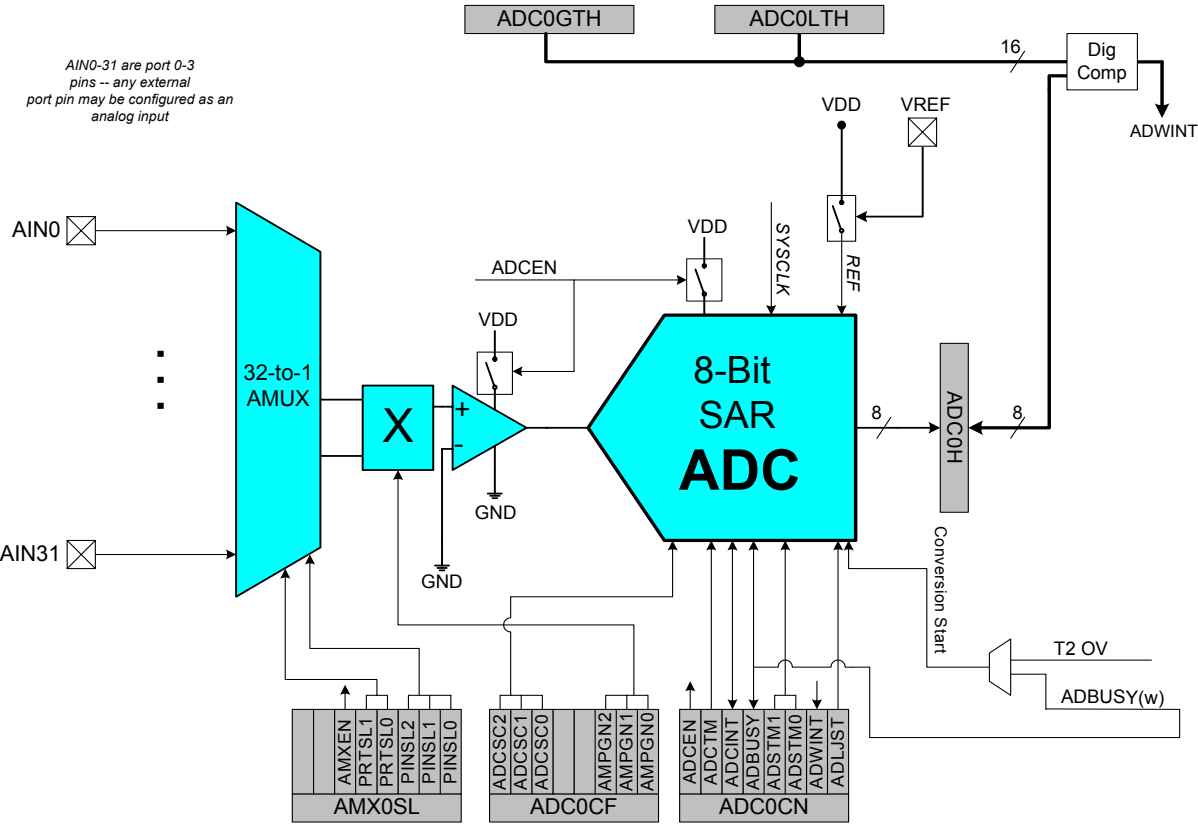 ADC0GTH
ADC0LTH
AIN0-31 are port 0-3
pins -- any external
port pin may be configured as an
analog input
16
Dig
Comp
ADWINT
VDD
VREF
AIN0
VDD
SYSCLK
REF
ADCEN
VDD
32-to-1
AMUX
X
+
-
GND
GND
8-Bit
SAR
ADC
8
ADC0H
8
AIN31
Conversion Start
T2 OV
ADBUSY(w)
AMXEN
PRTSL1
PRTSL0
PINSL2
PINSL1
PINSL0
AMX0SL
ADCSC2
ADCSC1
ADCSC0
AMPGN2
AMPGN1
AMPGN0
ADC0CF
ADCEN
ADCTM
ADCINT
ADBUSY
ADSTM1
ADSTM0
ADWINT
ADLJST
ADC0CN